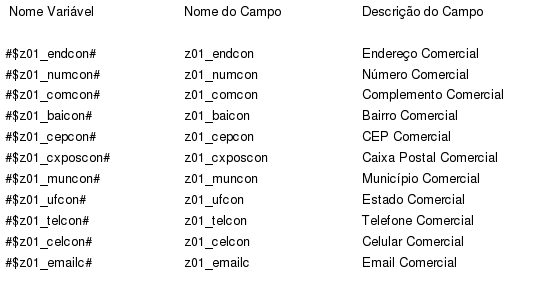 Nome Variável Nome do Campo Descrição do Campo
#$z01_endcon# z01_endcon Endereço Comercial
#$z01_numcon# z01_numcon Número Comercial
#$z01_comcon# z01_comcon Complemento Comercial
#$z01_baicon# z01_baicon Bairro Comercial
#$z01_cepcon# z01_cepcon CEP Comercial
#$z01_cxposcon# z01_cxposcon Caixa Postal Comercial
#$z01_muncon# z01_muncon Município Comercial
#$z01_ufcon# z01_ufcon Estado Comercial
#$z01_telcon# z01_telcon Telefone Comercial
#$z01_celcon# z01_celcon Celular Comercial
#$z01_emailc# z01_emailc Email Comercial